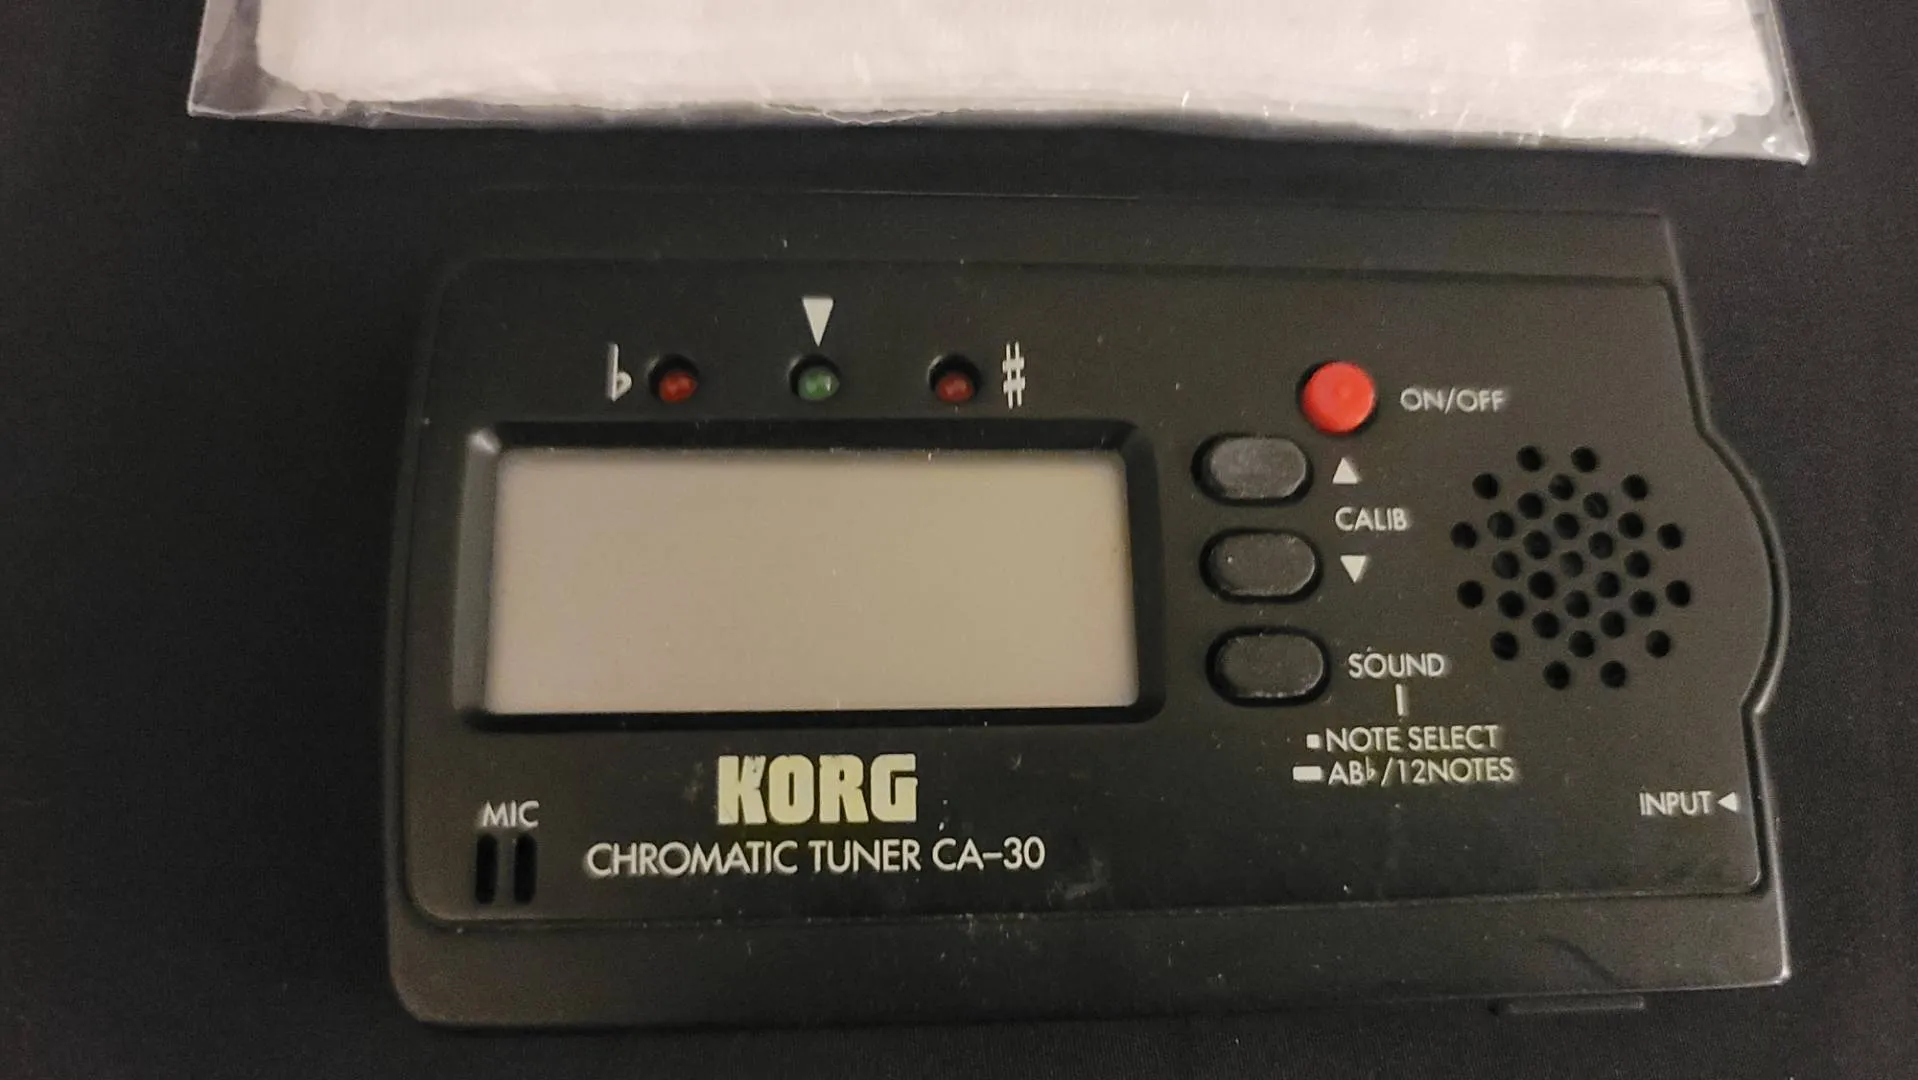 ♭ ▼ ♯
ON/OFF
▲
CALIB
▼
SOUND
▪NOTE SELECT
▬AB♭/12NOTES
INPUT◀
MIC
KORG
CHROMATIC TUNER CA-30